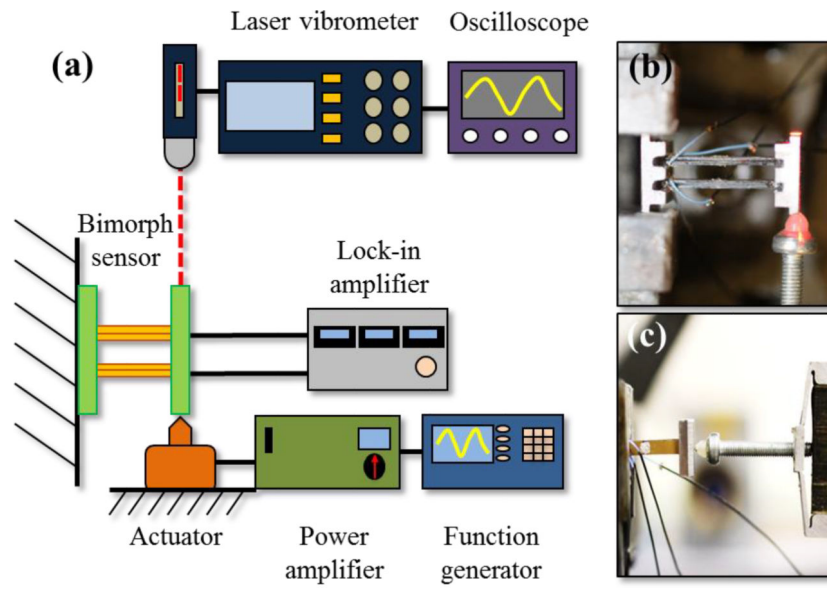 Laser vibrometer
Oscilloscope
(a)
(b)
Bimorph
sensor
Lock-in
amplifier
(c)
Actuator
Power
amplifier
Function
generator